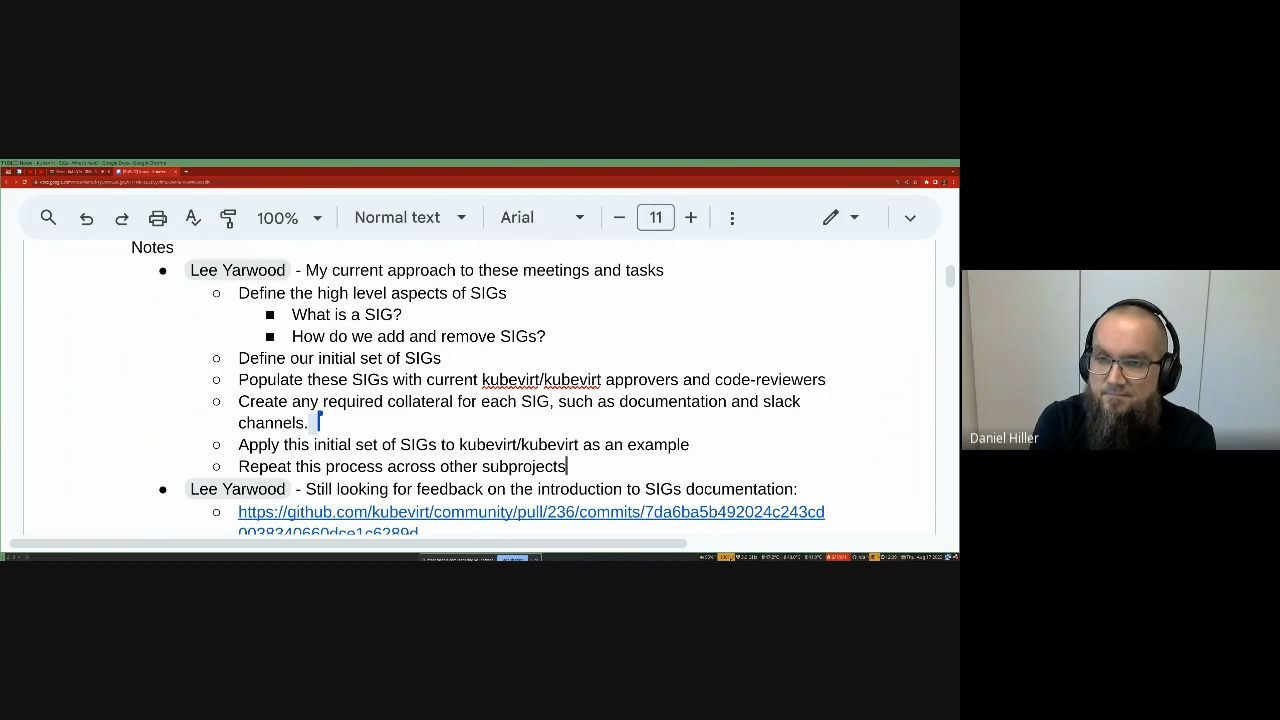 100%
Normal text
Arial
11
Notes
Lee Yarwood - My current approach to these meetings and tasks
Define the high level aspects of SIGs
What is a SIG?
How do we add and remove SIGs?
Define our initial set of SIGs
Populate these SIGs with current kubevirt/kubevirt approvers and code-reviewers
Create any required collateral for each SIG, such as documentation and slack
channels.
Apply this initial set of SIGs to kubevirt/kubevirt as an example
Repeat this process across other subprojects
Lee Yarwood - Still looking for feedback on the introduction to SIGs documentation:
https://github.com/kubevirt/community/pull/236/commits/7da6ba5b492024c243cd
0038340660dce1c6289d
Daniel Hiller